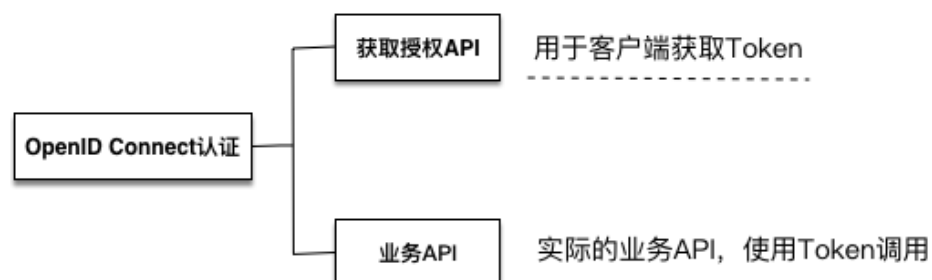 获取授权API
用于客户端获取Token
OpenID Connect认证
业务API
实际的业务API，使用Token调用